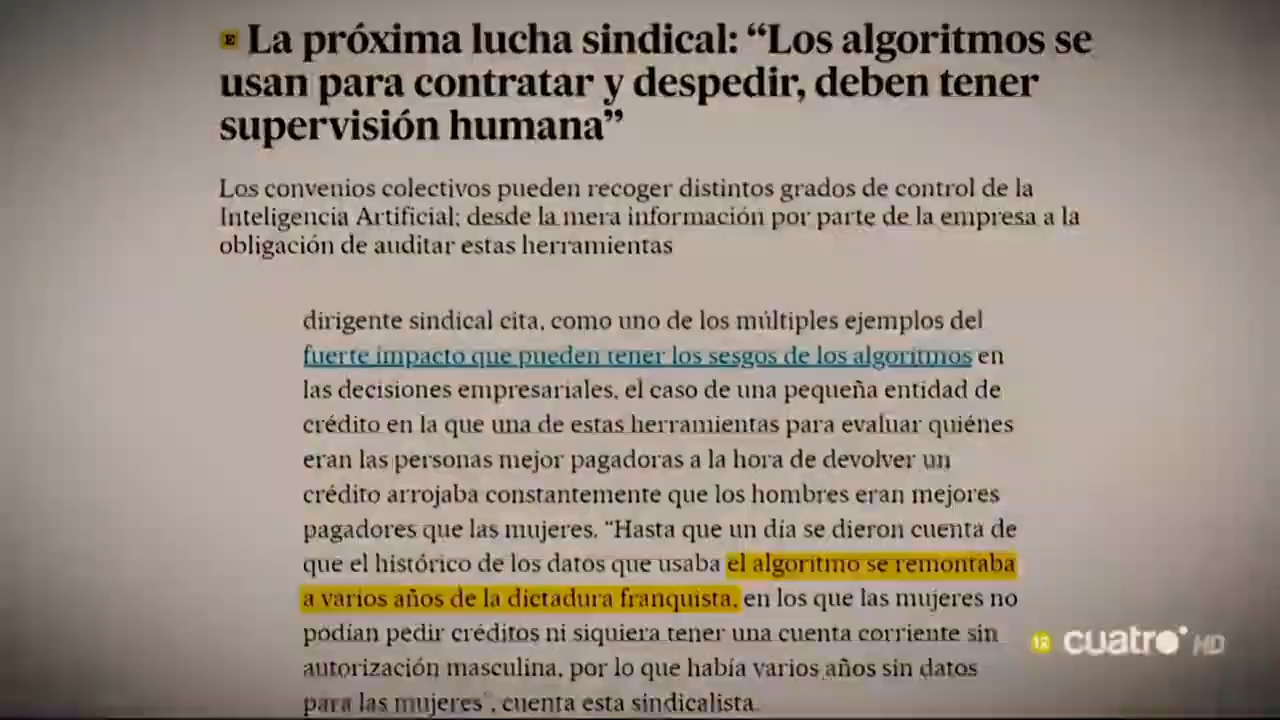 E La próxima lucha sindical: “Los algoritmos se
usan para contratar y despedir, deben tener
supervisión humana”
Los convenios colectivos pueden recoger distintos grados de control de la
Inteligencia Artificial: desde la mera información por parte de la empresa a la
obligación de auditar estas herramientas
dirigente sindical cita, como uno de los múltiples ejemplos del
fuerte impacto que pueden tener los sesgos de los algoritmos en
las decisiones empresariales, el caso de una pequeña entidad de
crédito en la que una de estas herramientas para evaluar quiénes
eran las personas mejor pagadoras a la hora de devolver un
crédito arrojaba constantemente que los hombres eran mejores
pagadores que las mujeres. “Hasta que un día se dieron cuenta de
que el histórico de los datos que usaba el algoritmo se remontaba
a varios años de la dictadura franquista, en los que las mujeres no
podían pedir créditos ni siquiera tener una cuenta corriente sin
autorización masculina, por lo que había varios años sin datos
para las mujeres”, cuenta esta sindicalista.
12 cuatro HD